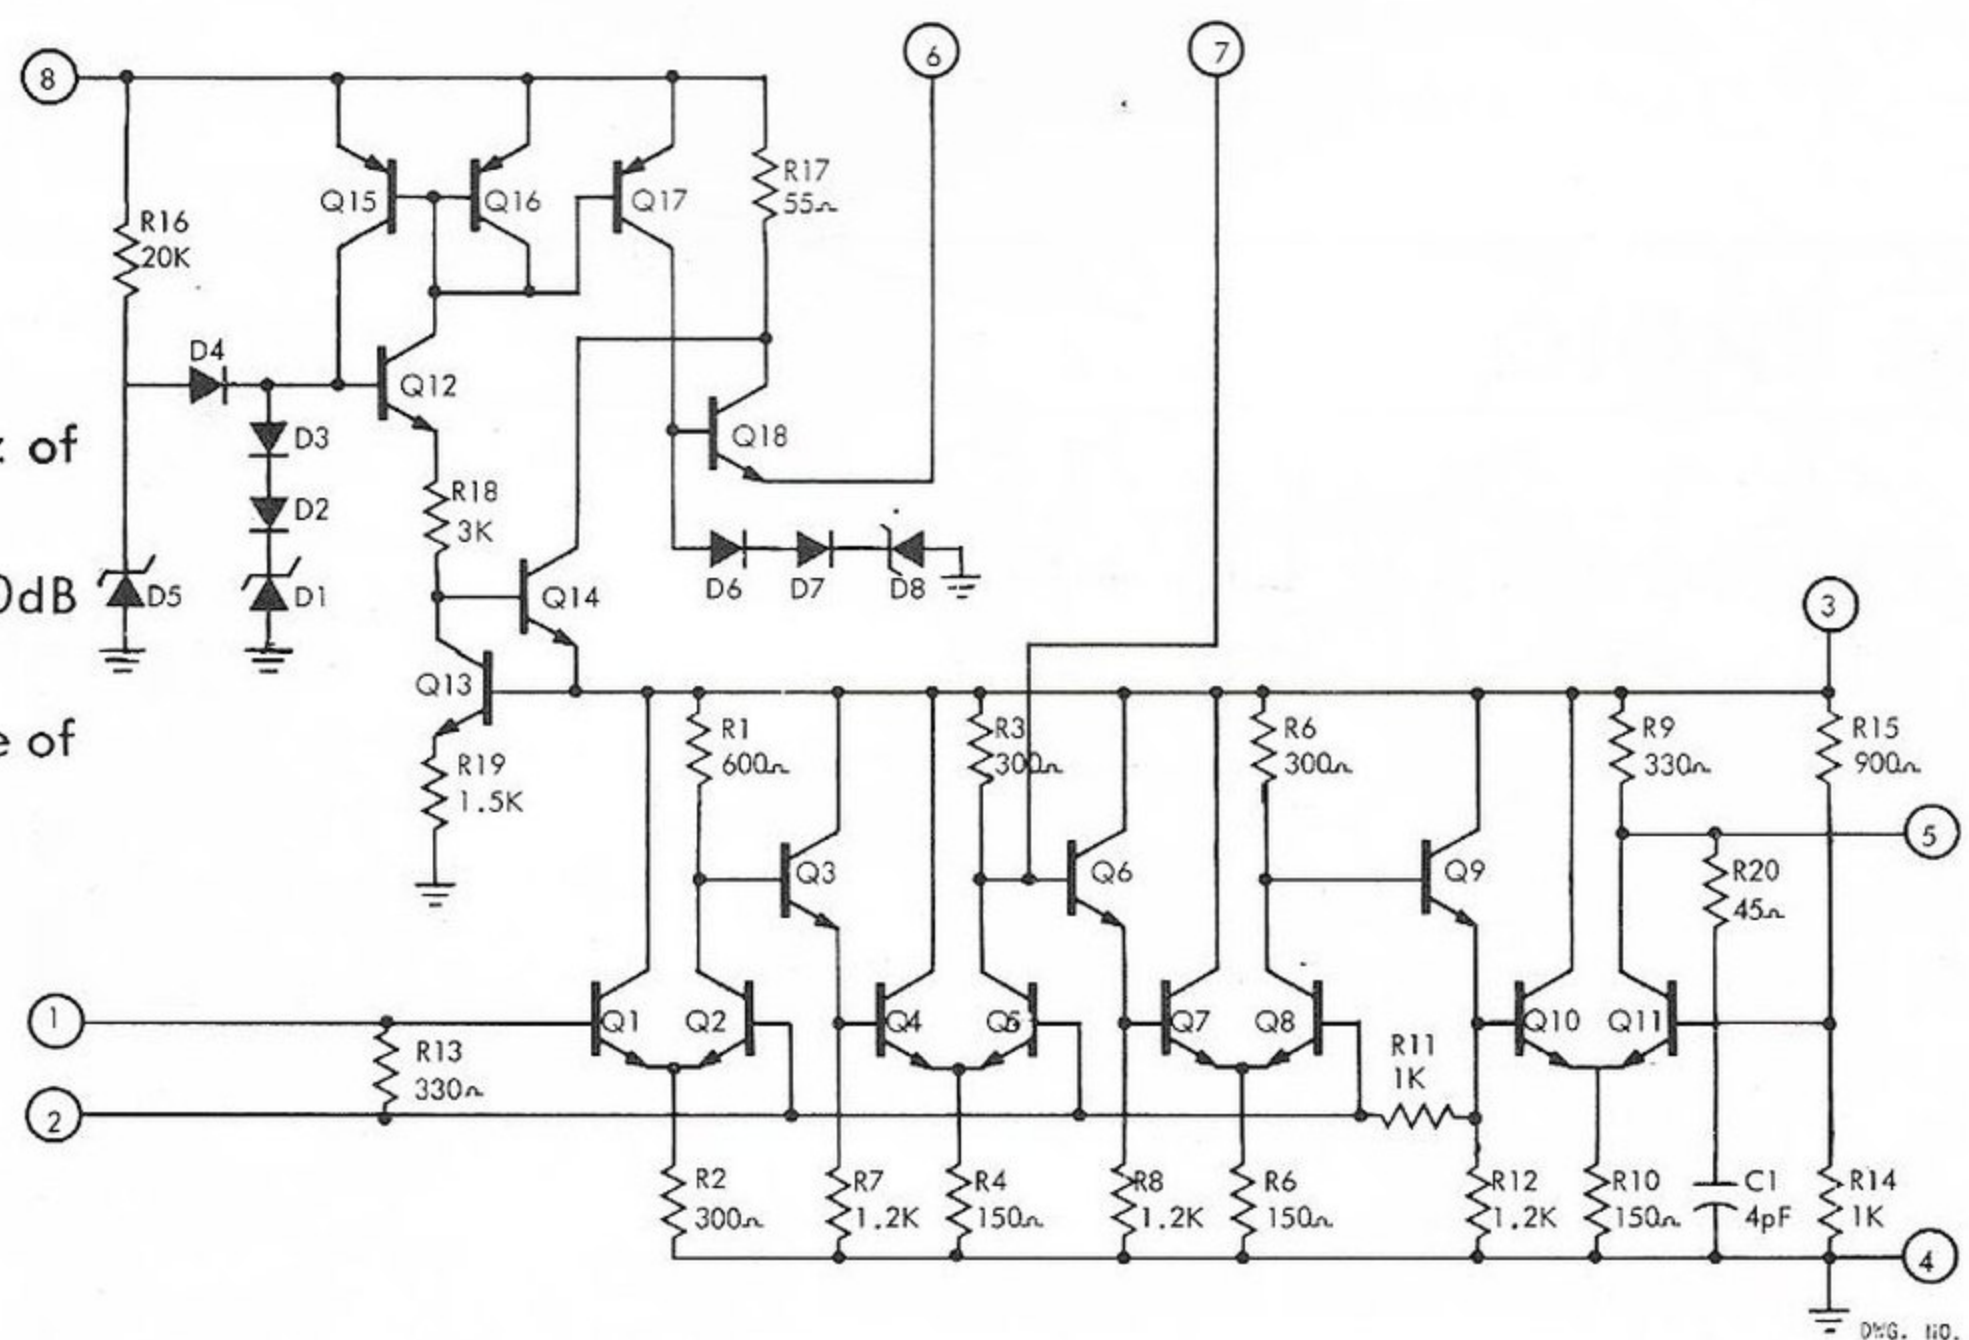 8
6
7
R17
55Ω
Q15
Q16
Q17
R16
20K
D4
Q12
of
D3
Q18
R18
3K
D2
0dB
D5
D1
Q14
D6
D7
D8
3
Q13
e of
R1
600Ω
R3
300Ω
R6
300Ω
R9
330Ω
R15
900Ω
R19
1.5K
5
Q3
Q6
Q9
R20
45Ω
1
Q1
Q2
Q4
Q5
Q7
Q8
Q10
Q11
R13
330Ω
R11
1K
2
R2
300Ω
R7
1.2K
R4
150Ω
R8
1.2K
R6
150Ω
R12
1.2K
R10
150Ω
C1
4pF
R14
1K
4
DWG. NO.